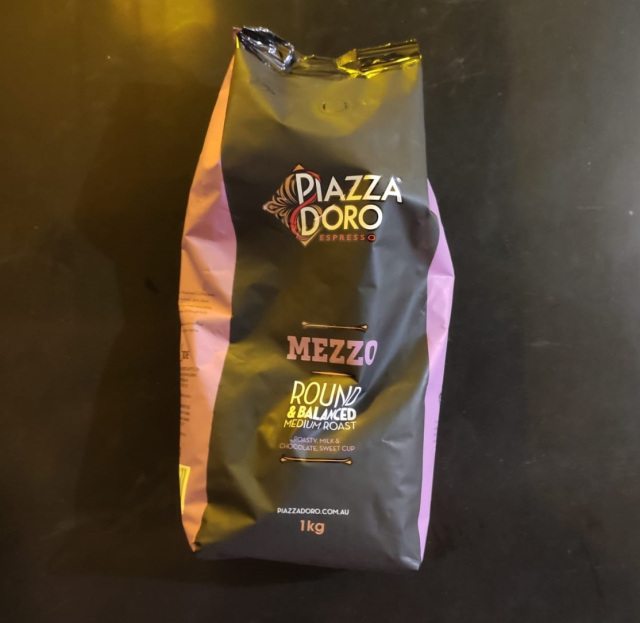 PIAZZA
D'ORO
ESPRESSO
MEZZO
ROUND
& BALANCED
MEDIUM ROAST
ROASTY, MILK &
CHOCOLATE, SWEET CUP
PIAZZADORO.COM.AU
1kg